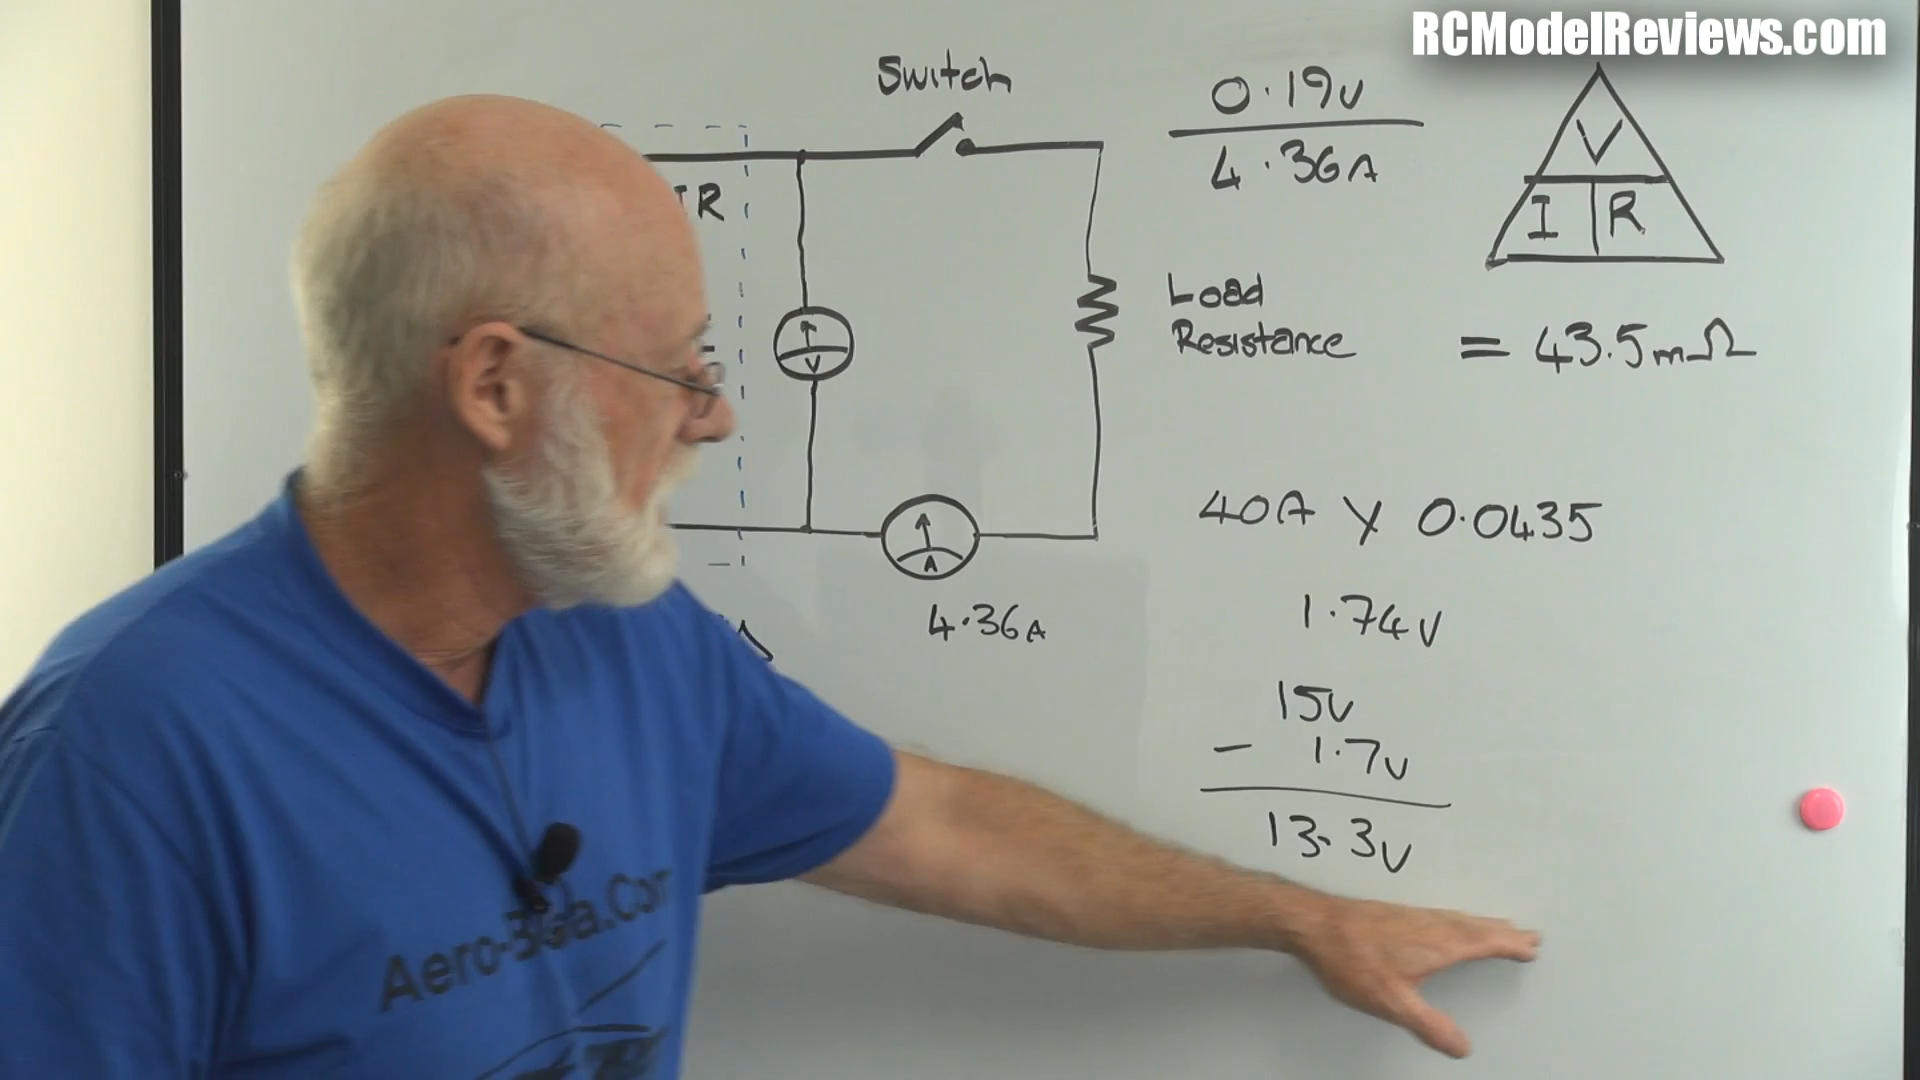 RCModelReviews.com
Switch
0.19v
4.36A
V
I R
IR
Load
Resistance
= 43.5mΩ
V
40A x 0.0435
A
4.36A
1.74V
15V
- 1.7V
13.3V